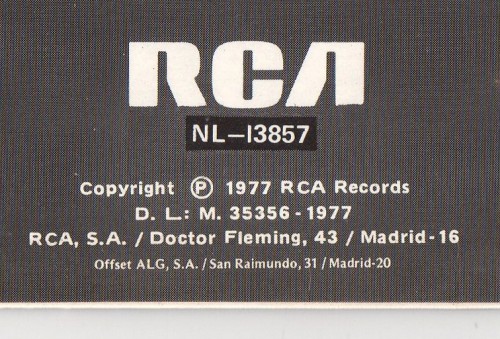 RCA
NL-13857
Copyright Ⓟ 1977 RCA Records
D. L.: M. 35356 - 1977
RCA, S.A. / Doctor Fleming, 43 / Madrid - 16
Offset ALG, S.A. / San Raimundo, 31 / Madrid-20